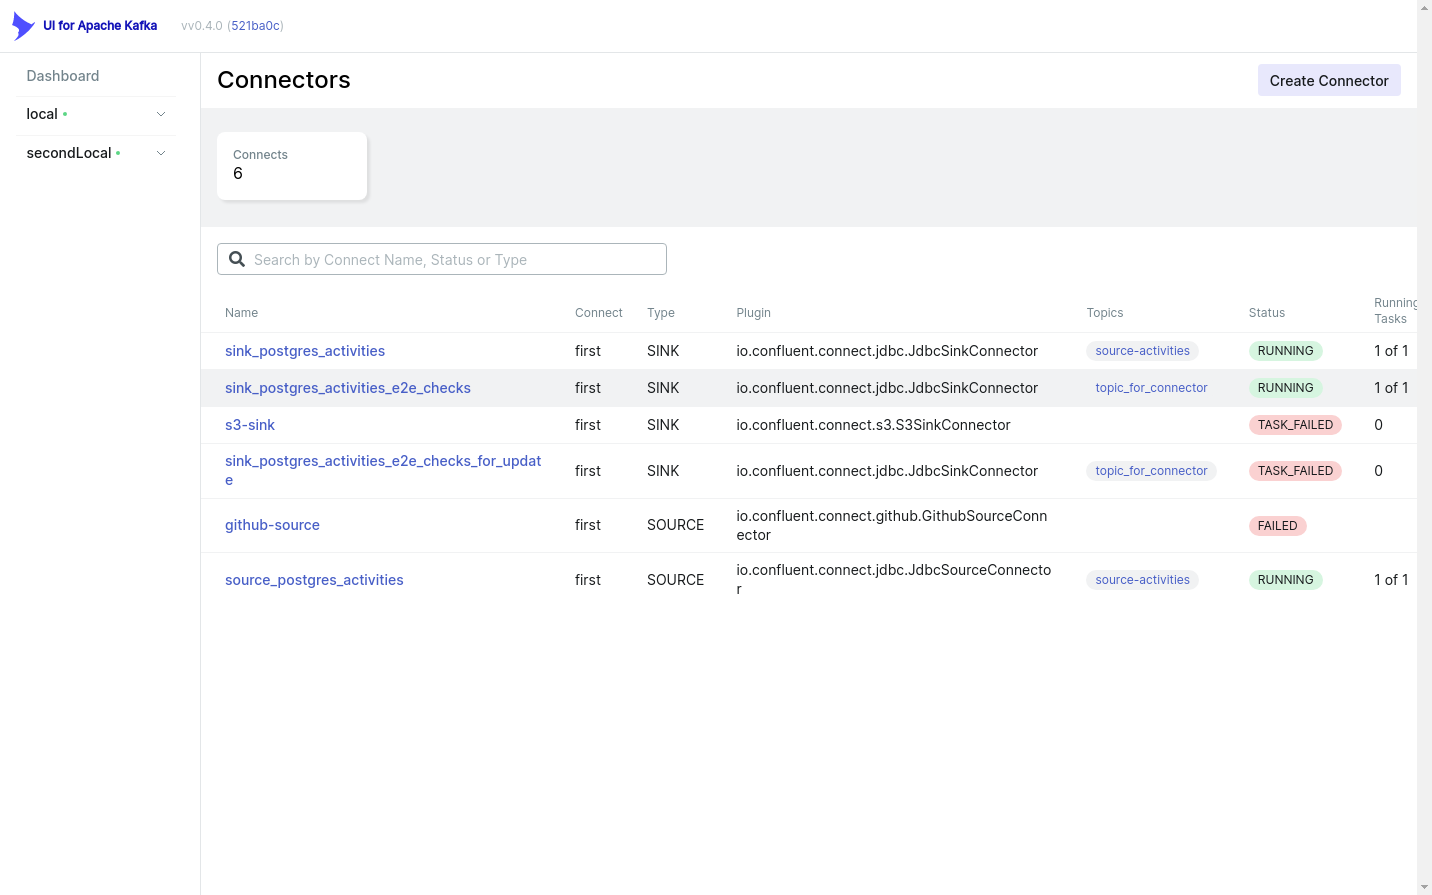 UI for Apache Kafka vv0.4.0 (521ba0c)
Dashboard
local
secondLocal
Connectors
Create Connector
Connects
6
Search by Connect Name, Status or Type
Name Connect Type Plugin Topics Status Running
Tasks
sink_postgres_activities first SINK io.confluent.connect.jdbc.JdbcSinkConnector source-activities RUNNING 1 of 1
sink_postgres_activities_e2e_checks first SINK io.confluent.connect.jdbc.JdbcSinkConnector topic_for_connector RUNNING 1 of 1
s3-sink first SINK io.confluent.connect.s3.S3SinkConnector TASK_FAILED 0
sink_postgres_activities_e2e_checks_for_updat
e
first SINK io.confluent.connect.jdbc.JdbcSinkConnector topic_for_connector TASK_FAILED 0
github-source first SOURCE
io.confluent.connect.github.GithubSourceConn
ector
FAILED
source_postgres_activities first SOURCE
io.confluent.connect.jdbc.JdbcSourceConnecto
r
source-activities RUNNING 1 of 1